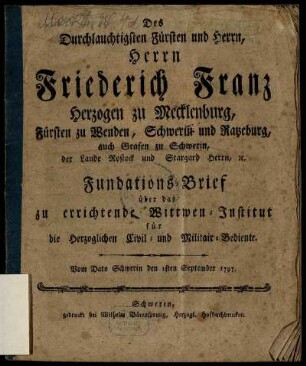 Des
Durchlauchtigsten Fürsten und Herrn,
Herrn
Friederich Franz
Herzogen zu Mecklenburg,
Fürsten zu Wenden, Schwerin und Ratzeburg,
auch Grafen zu Schwerin,
der Lande Rostock und Stargard Herrn, ꝛc.
Fundations-Brief
über das
zu errichtende Wittwen-Institut
für
die Herzoglichen Civil- und Militair-Bediente.
Vom Dato Schwerin den 1sten September 1797.
Schwerin,
gedruckt bei Wilhelm Bärensprung, Herzogl. Hofbuchdrucker.